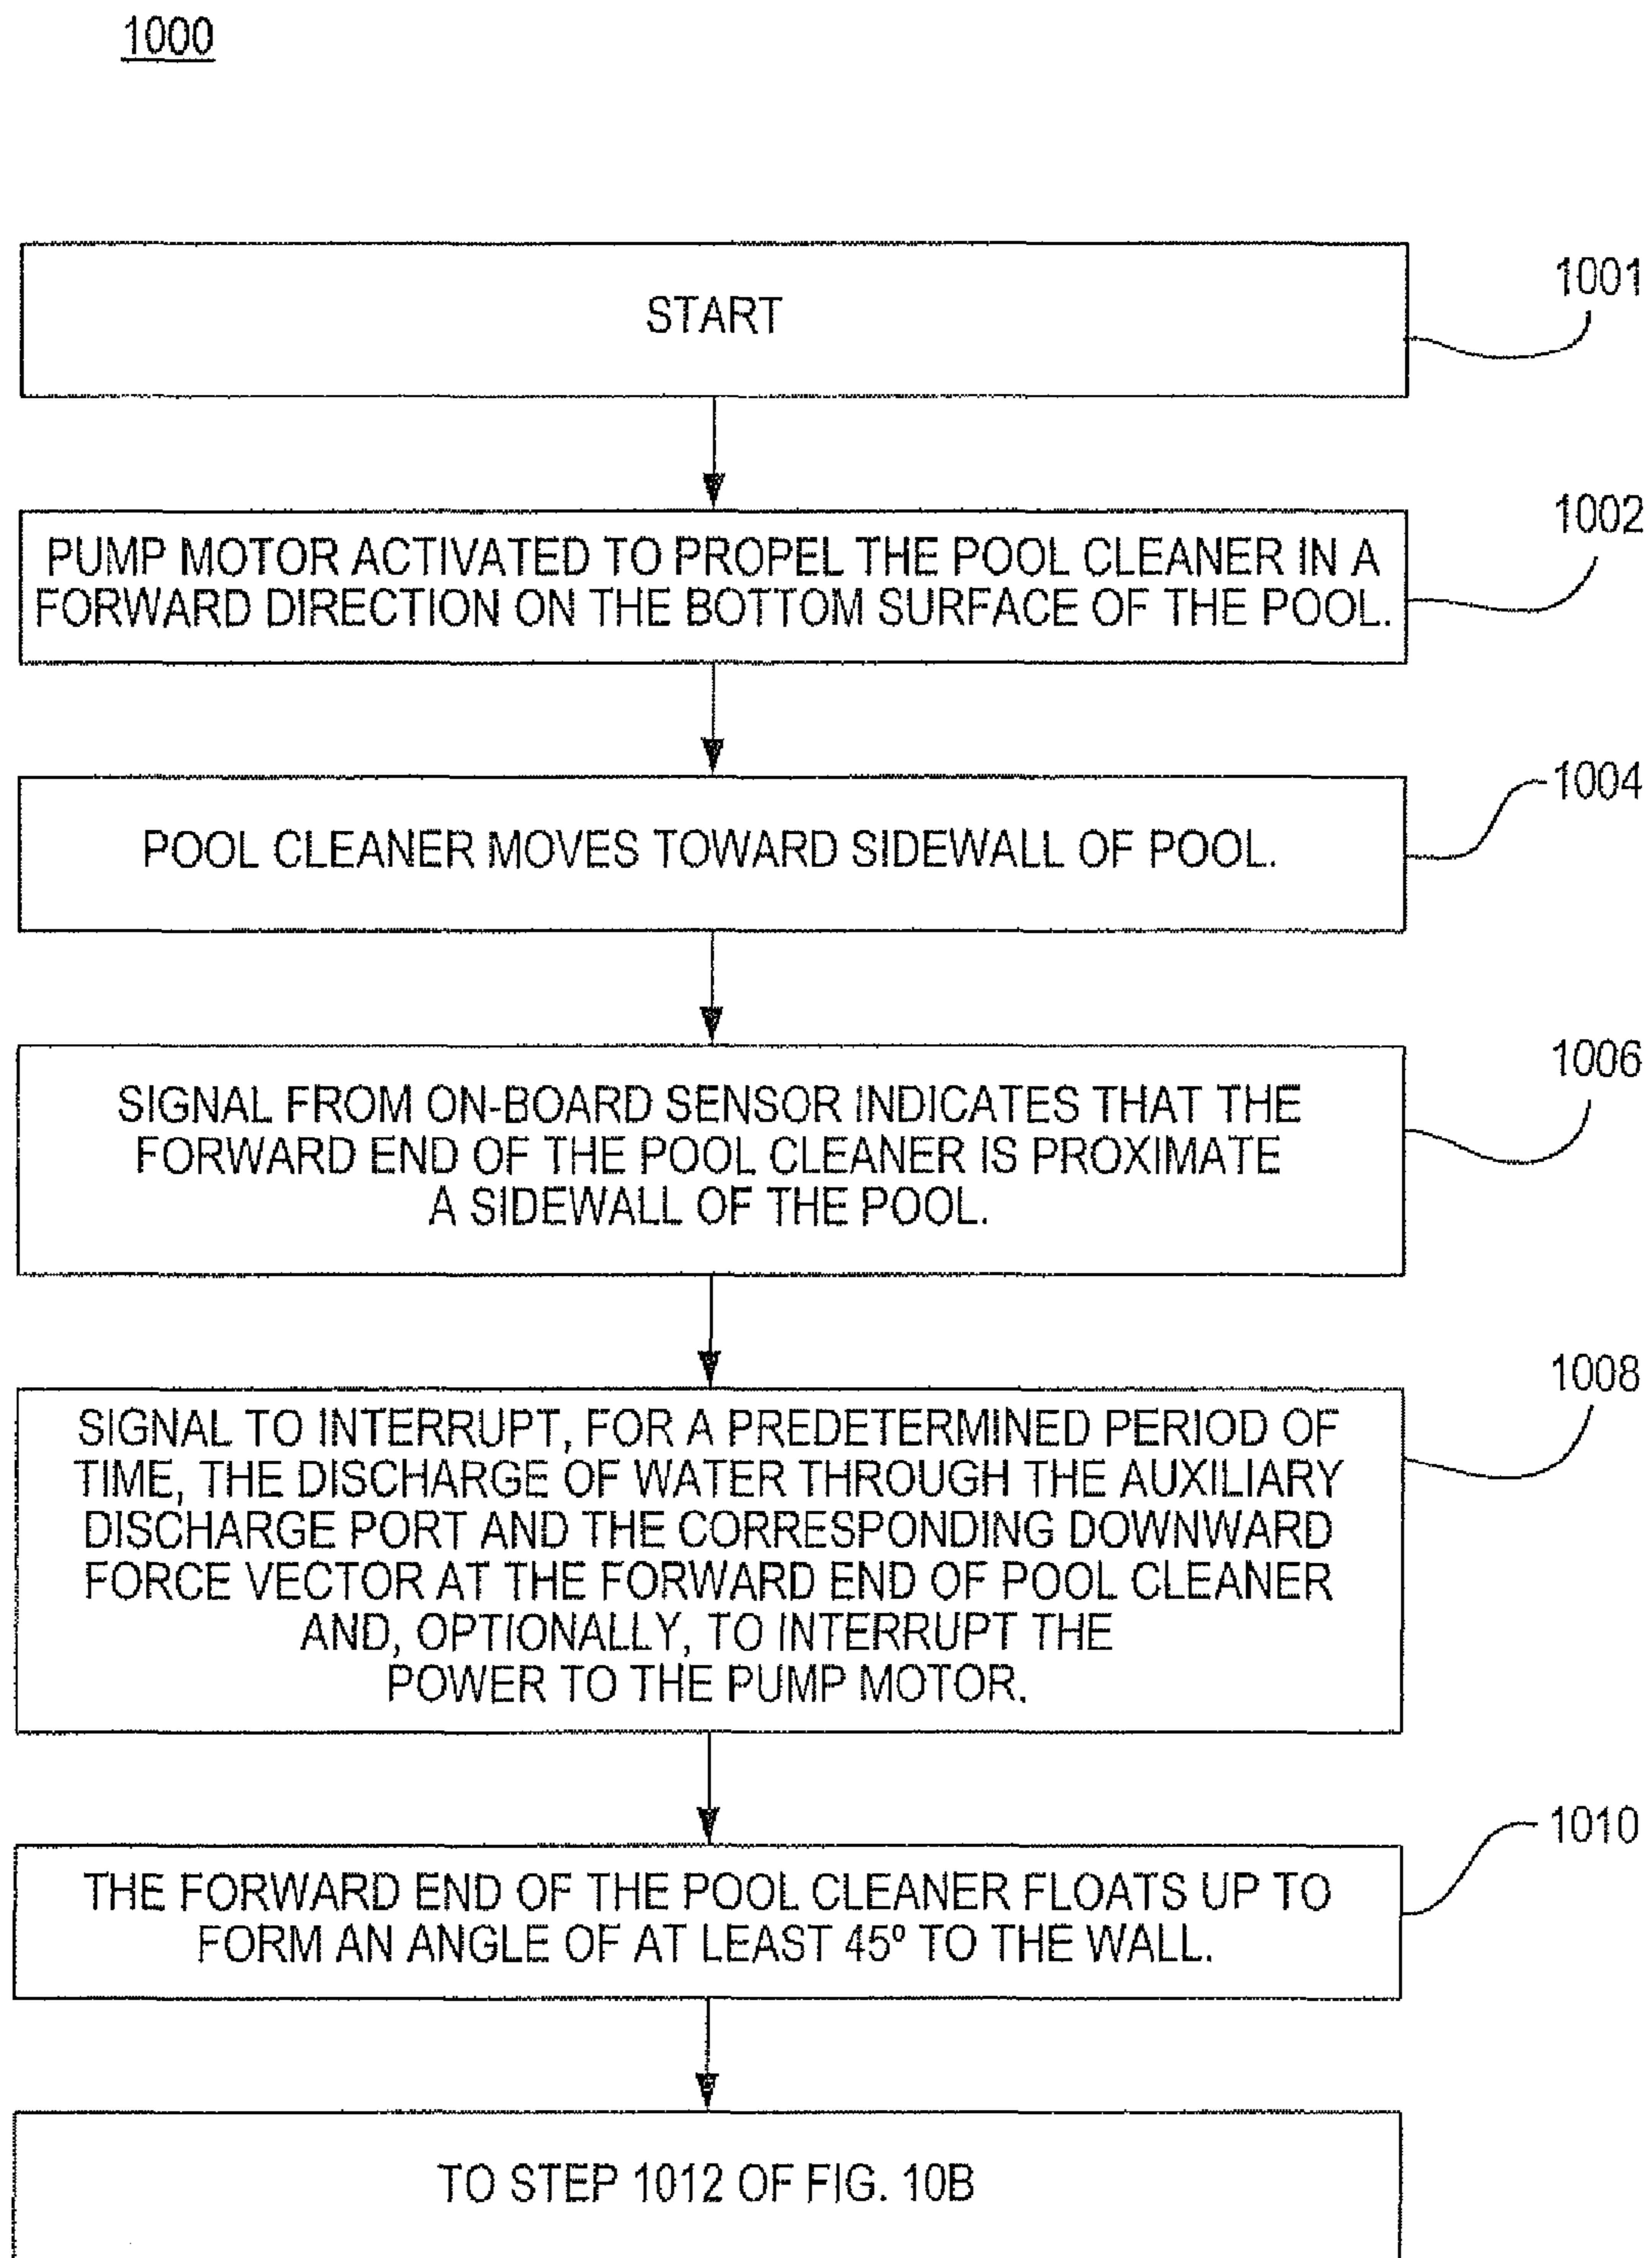 1000
START
1001
PUMP MOTOR ACTIVATED TO PROPEL THE POOL CLEANER IN A
FORWARD DIRECTION ON THE BOTTOM SURFACE OF THE POOL.
1002
POOL CLEANER MOVES TOWARD SIDEWALL OF POOL.
1004
SIGNAL FROM ON-BOARD SENSOR INDICATES THAT THE
FORWARD END OF THE POOL CLEANER IS PROXIMATE
A SIDEWALL OF THE POOL.
1006
SIGNAL TO INTERRUPT, FOR A PREDETERMINED PERIOD OF
TIME, THE DISCHARGE OF WATER THROUGH THE AUXILIARY
DISCHARGE PORT AND THE CORRESPONDING DOWNWARD
FORCE VECTOR AT THE FORWARD END OF POOL CLEANER
AND, OPTIONALLY, TO INTERRUPT THE
POWER TO THE PUMP MOTOR.
1008
THE FORWARD END OF THE POOL CLEANER FLOATS UP TO
FORM AN ANGLE OF AT LEAST 45º TO THE WALL.
1010
TO STEP 1012 OF FIG. 10B